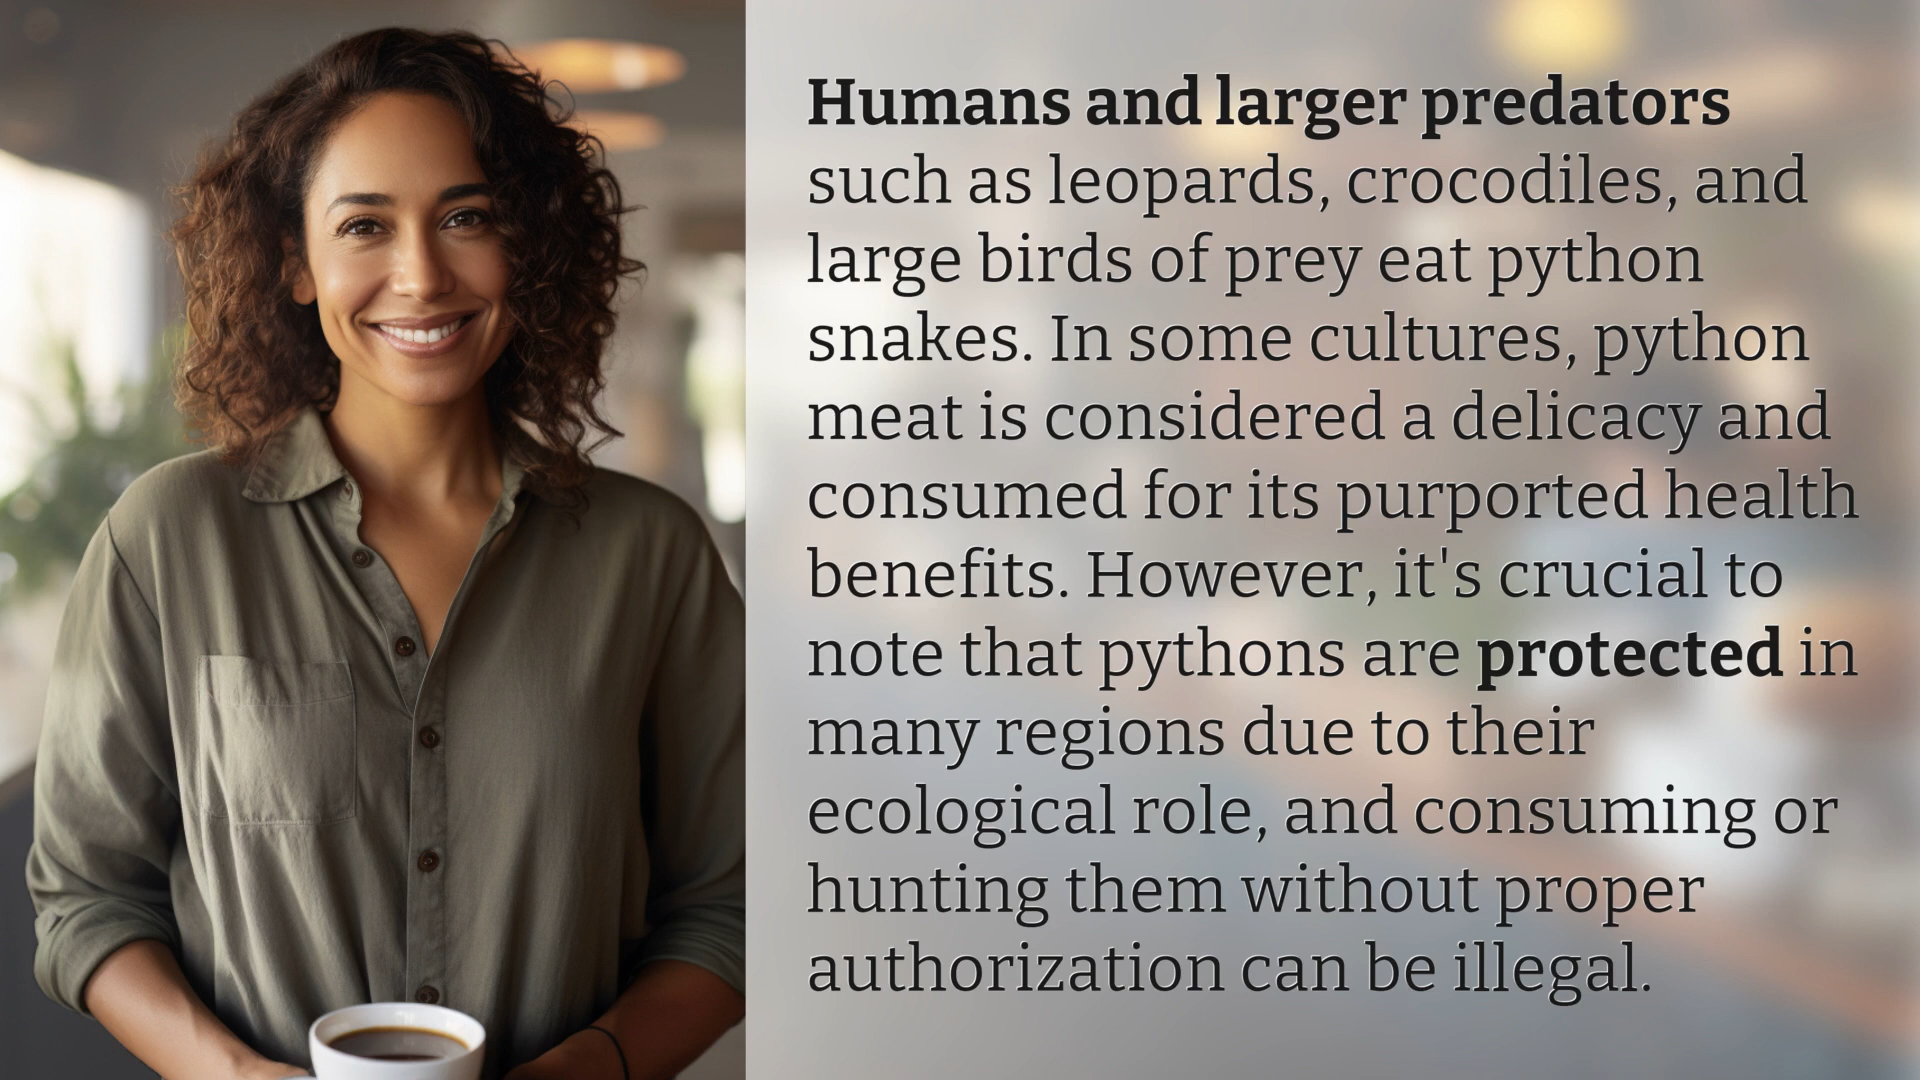 Humans and larger predators
such as leopards, crocodiles, and
large birds of prey eat python
snakes. In some cultures, python
meat is considered a delicacy and
consumed for its purported health
benefits. However, it's crucial to
note that pythons are protected in
many regions due to their
ecological role, and consuming or
hunting them without proper
authorization can be illegal.